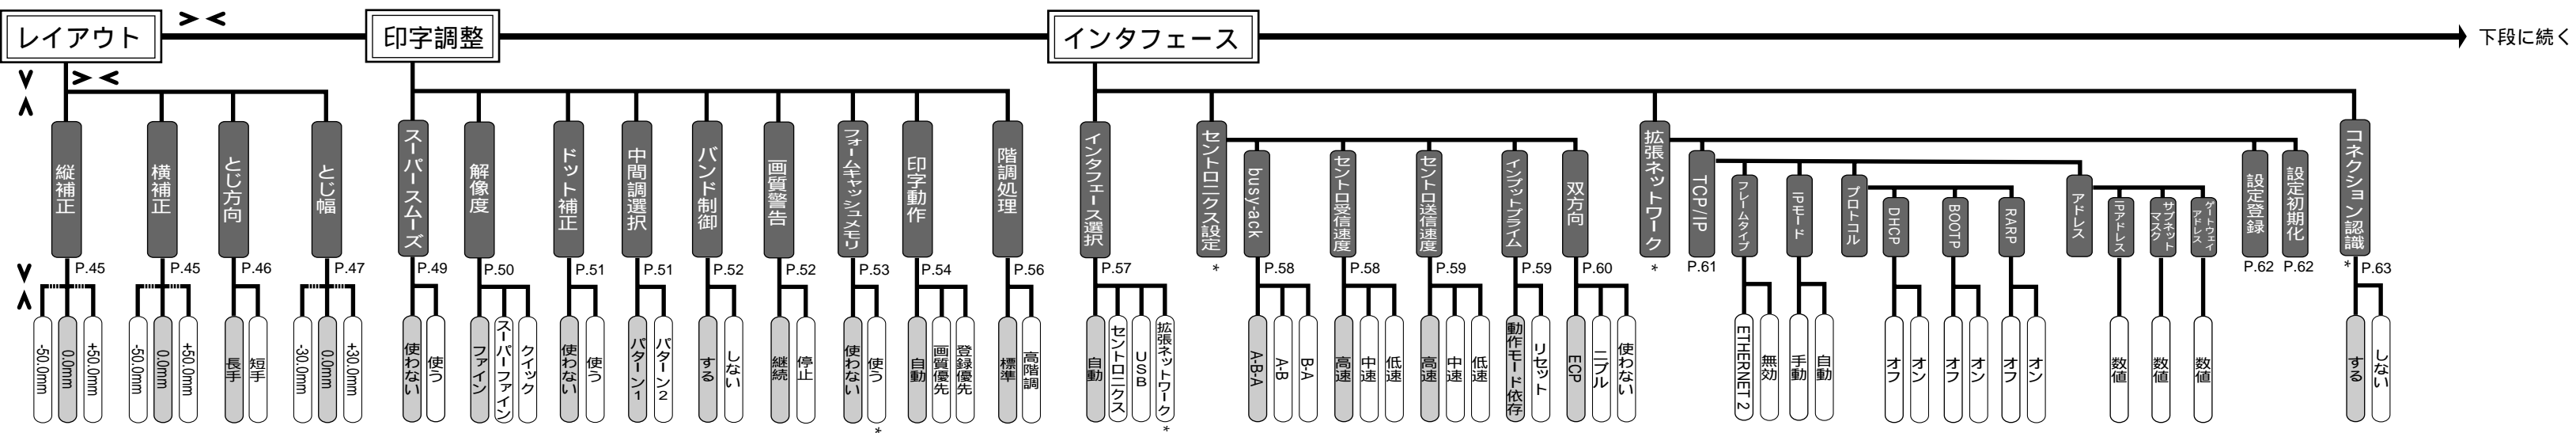 レイアウト
印字調整
インタフェース
下段に続く
縦補正
横補正
とじ方向
とじ幅
スーパースムーズ
解像度
ドット補正
中間調選択
バンド制御
画質警告
フォームキャッシュメモリ
印字動作
階調処理
インタフェース選択
セントロニクス設定
*
busy-ack
セントロ受信速度
セントロ送信速度
インプットプライム
双方向
拡張ネットワーク
*
TCP/IP
フレームタイプ
IPモード
プロトコル
DHCP
BOOTP
RARP
アドレス
IPアドレス
サブネット
マスク
ゲートウェイ
アドレス
設定登録
設定初期化
コネクション認識
*
P.45
P.45
P.46
P.47
P.49
P.50
P.51
P.51
P.52
P.52
P.53
P.54
P.56
P.57
P.58
P.58
P.59
P.59
P.60
P.61
P.62
P.62
P.63
-50.0mm
0.0mm
+50.0mm
-50.0mm
0.0mm
+50.0mm
長手
短手
-30.0mm
0.0mm
+30.0mm
使わない
使う
ファイン
スーパーファイン
クイック
使わない
使う
パターン1
パターン2
する
しない
継続
停止
使わない
使う
*
自動
画質優先
登録優先
標準
高階調
自動
セントロニクス
USB
拡張ネットワーク
*
A-B-A
A-B
B-A
高速
中速
低速
高速
中速
低速
動作モード依存
リセット
ECP
ニブル
使わない
ETHERNET 2
無効
手動
自動
オフ
オン
オフ
オン
オフ
オン
数値
数値
数値
する
しない